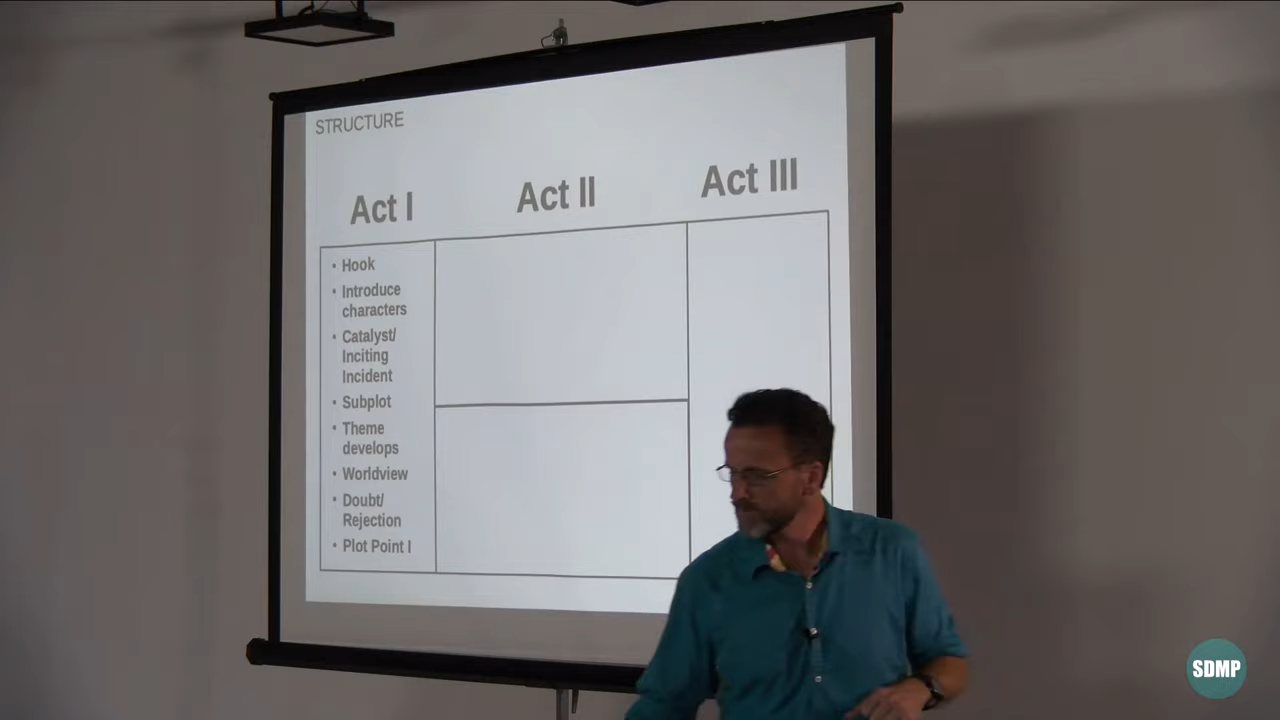 STRUCTURE
Act I
Act II
Act III
• Hook
• Introduce
characters
• Catalyst/
Inciting
Incident
• Subplot
• Theme
develops
• Worldview
• Doubt/
Rejection
• Plot Point I
SDMP